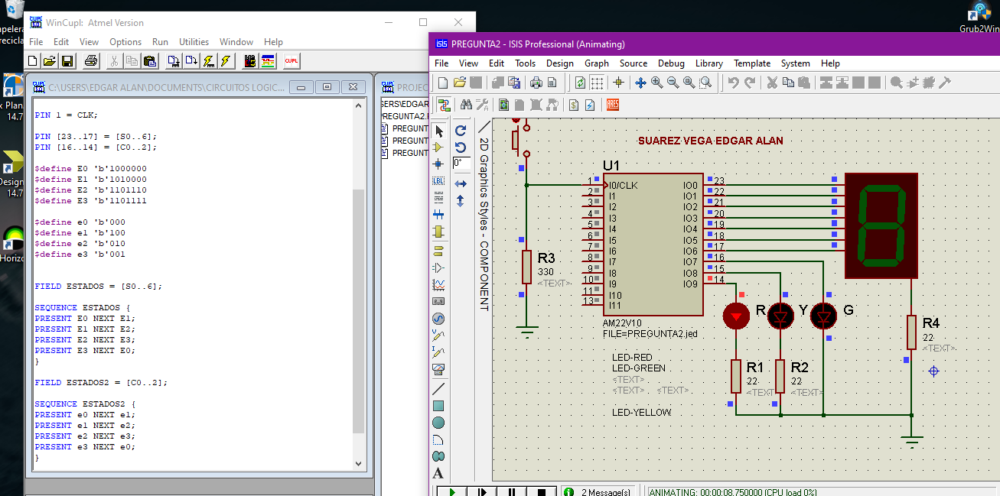 WinCupl: Atmel Version
File Edit View Options Run Utilities Window Help
CUPL
C:\USERS\EDGAR ALAN\DOCUMENTS\CIRCUITOS LOGIC...
PIN 1 = CLK;
PIN [23..17] = [S0..6];
PIN [16..14] = [C0..2];
$define E0 'b'1000000
$define E1 'b'1010000
$define E2 'b'1101110
$define E3 'b'1101111
$define e0 'b'000
$define e1 'b'100
$define e2 'b'010
$define e3 'b'001
FIELD ESTADOS = [S0..6];
SEQUENCE ESTADOS {
PRESENT E0 NEXT E1;
PRESENT E1 NEXT E2;
PRESENT E2 NEXT E3;
PRESENT E3 NEXT E0;
}
FIELD ESTADOS2 = [C0..2];
SEQUENCE ESTADOS2 {
PRESENT e0 NEXT e1;
PRESENT e1 NEXT e2;
PRESENT e2 NEXT e3;
PRESENT e3 NEXT e0;
}
PROJEC
SERS\EDGAR
PREGUNTA2.
PREGUNT
PREGUNT
PREGUNT
Grub2Win
pelera
recicla
x Plan
14.7
Design
14.7
Horizo
ISIS PREGUNTA2 - ISIS Professional (Animating)
File View Edit Tools Design Graph Source Debug Library Template System Help
ARES
0°
LBL
A
2D Graphics Styles - COMPONENT
SUAREZ VEGA EDGAR ALAN
U1
1 I0/CLK IO0 23
2 I1 IO1 22
3 I2 IO2 21
4 I3 IO3 20
5 I4 IO4 19
6 I5 IO5 18
7 I6 IO6 17
8 I7 IO7 16
9 I8 IO8 15
10 I9 IO9 14
11 I10
13 I11
AM22V10
FILE=PREGUNTA2.jed
R3
330
<TEXT>
R Y G
R1
22
<TEXT>
R2
22
<TEXT>
R4
22
<TEXT>
LED-RED
LED-GREEN
<TEXT>
<TEXT> <TEXT>
LED-YELLOW
2 Message(s)
ANIMATING: 00:00:08.750000 (CPU load 0%)